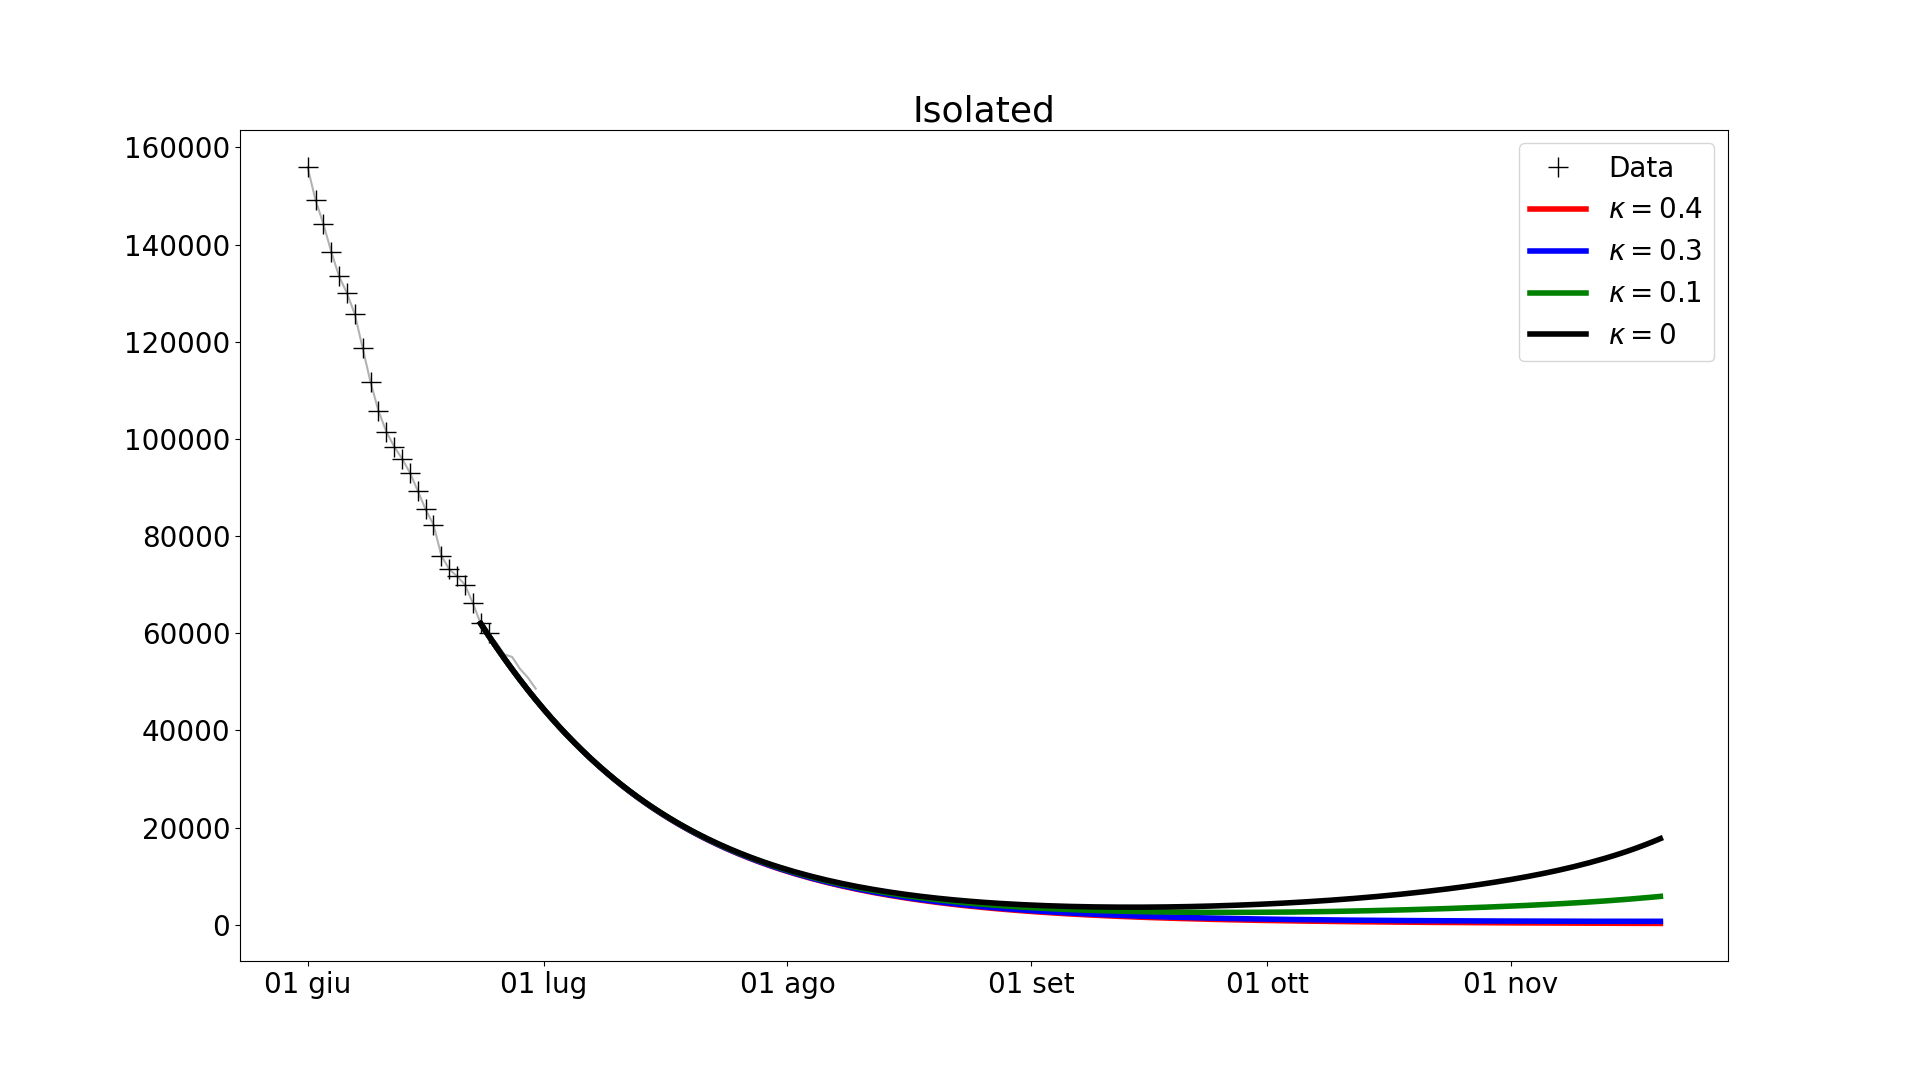 Isolated
160000
140000
120000
100000
80000
60000
40000
20000
0
01 giu
01 lug
01 ago
01 set
01 ott
01 nov
Data
κ = 0.4
κ = 0.3
κ = 0.1
κ = 0